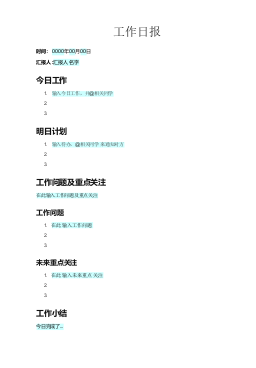 工作日报
时间: 0000年00月00日
汇报人:汇报人名字
今日工作
1. 输入今日工作，并@相关同学
2.
3.
明日计划
1. 输入待办，@相关同学来通知对方
2.
3.
工作问题及重点关注
在此输入工作问题及重点关注
工作问题
1. 在此输入工作问题
2.
3.
未来重点关注
1. 在此输入未来重点关注
2.
3.
工作小结
今日完成了...